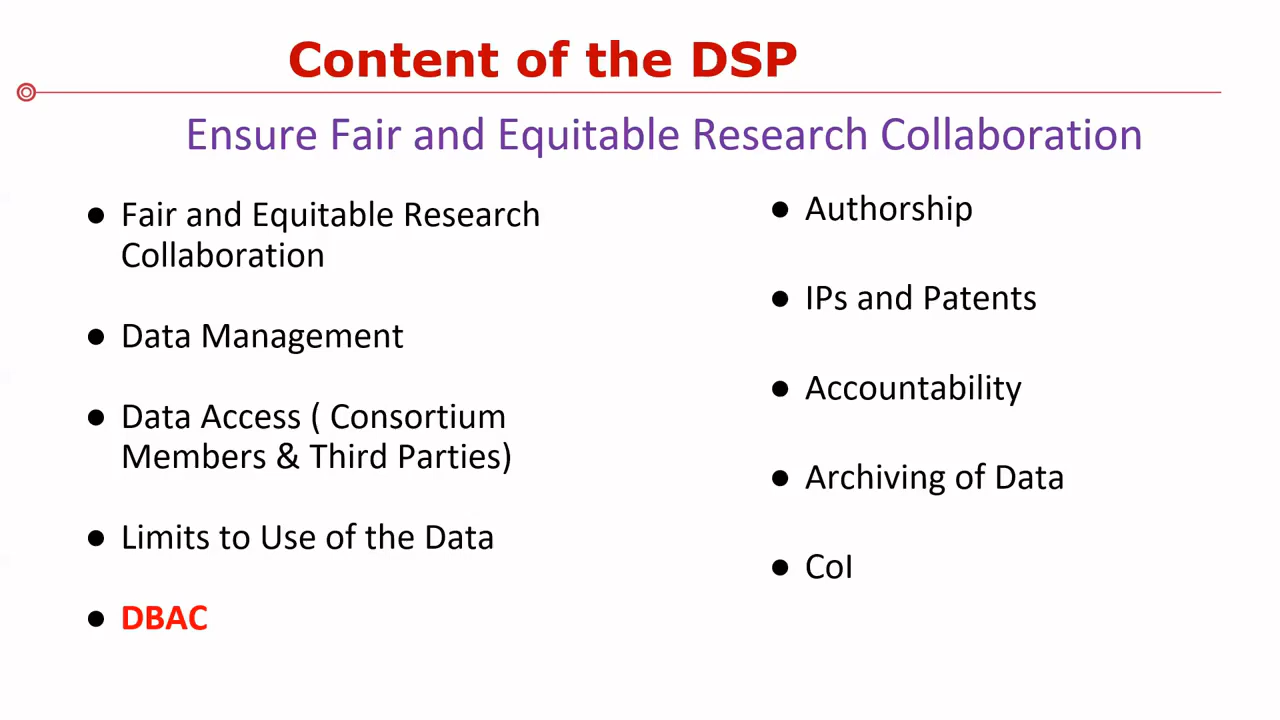 Content of the DSP
Ensure Fair and Equitable Research Collaboration
● Fair and Equitable Research
Collaboration
● Data Management
● Data Access ( Consortium
Members & Third Parties)
● Limits to Use of the Data
● DBAC
● Authorship
● IPs and Patents
● Accountability
● Archiving of Data
● CoI